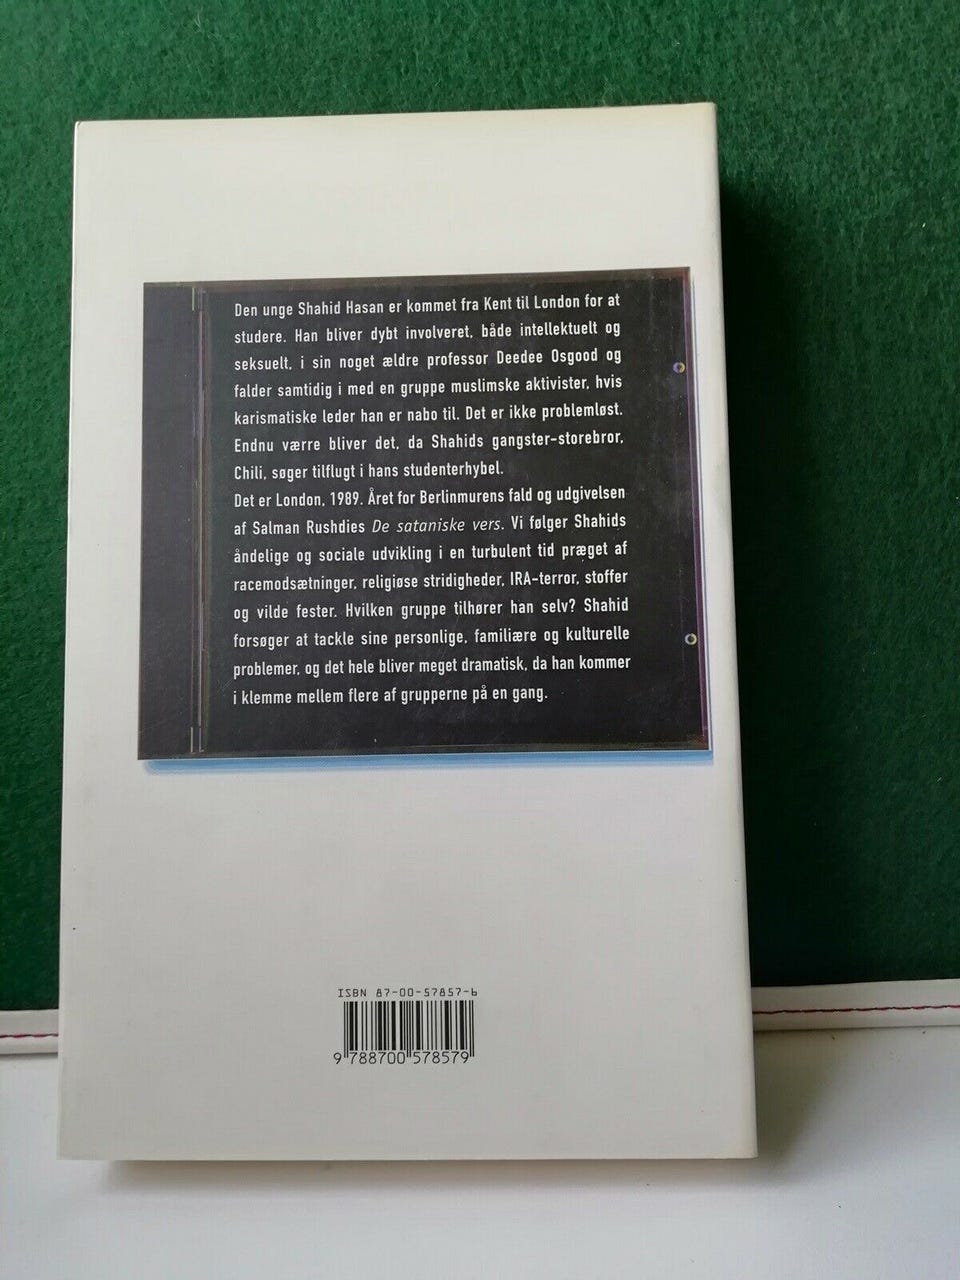 Den unge Shahid Hasan er kommet fra Kent til London for at
studere. Han bliver dybt involveret, både intellektuelt og
seksuelt, i sin noget ældre professor Deedee Osgood og
falder samtidig i med en gruppe muslimske aktivister, hvis
karismatiske leder han er nabo til. Det er ikke problemløst.
Endnu værre bliver det, da Shahids gangster-storebror,
Chili, søger tilflugt i hans studenterhybel.
Det er London, 1989. Året for Berlinmurens fald og udgivelsen
af Salman Rushdies De sataniske vers. Vi følger Shahids
åndelige og sociale udvikling i en turbulent tid præget af
racemodsætninger, religiøse stridigheder, IRA-terror, stoffer
og vilde fester. Hvilken gruppe tilhører han selv? Shahid
forsøger at tackle sine personlige, familiære og kulturelle
problemer, og det hele bliver meget dramatisk, da han kommer
i klemme mellem flere af grupperne på en gang.
ISBN 87-00-57857-6
9 788700 578579